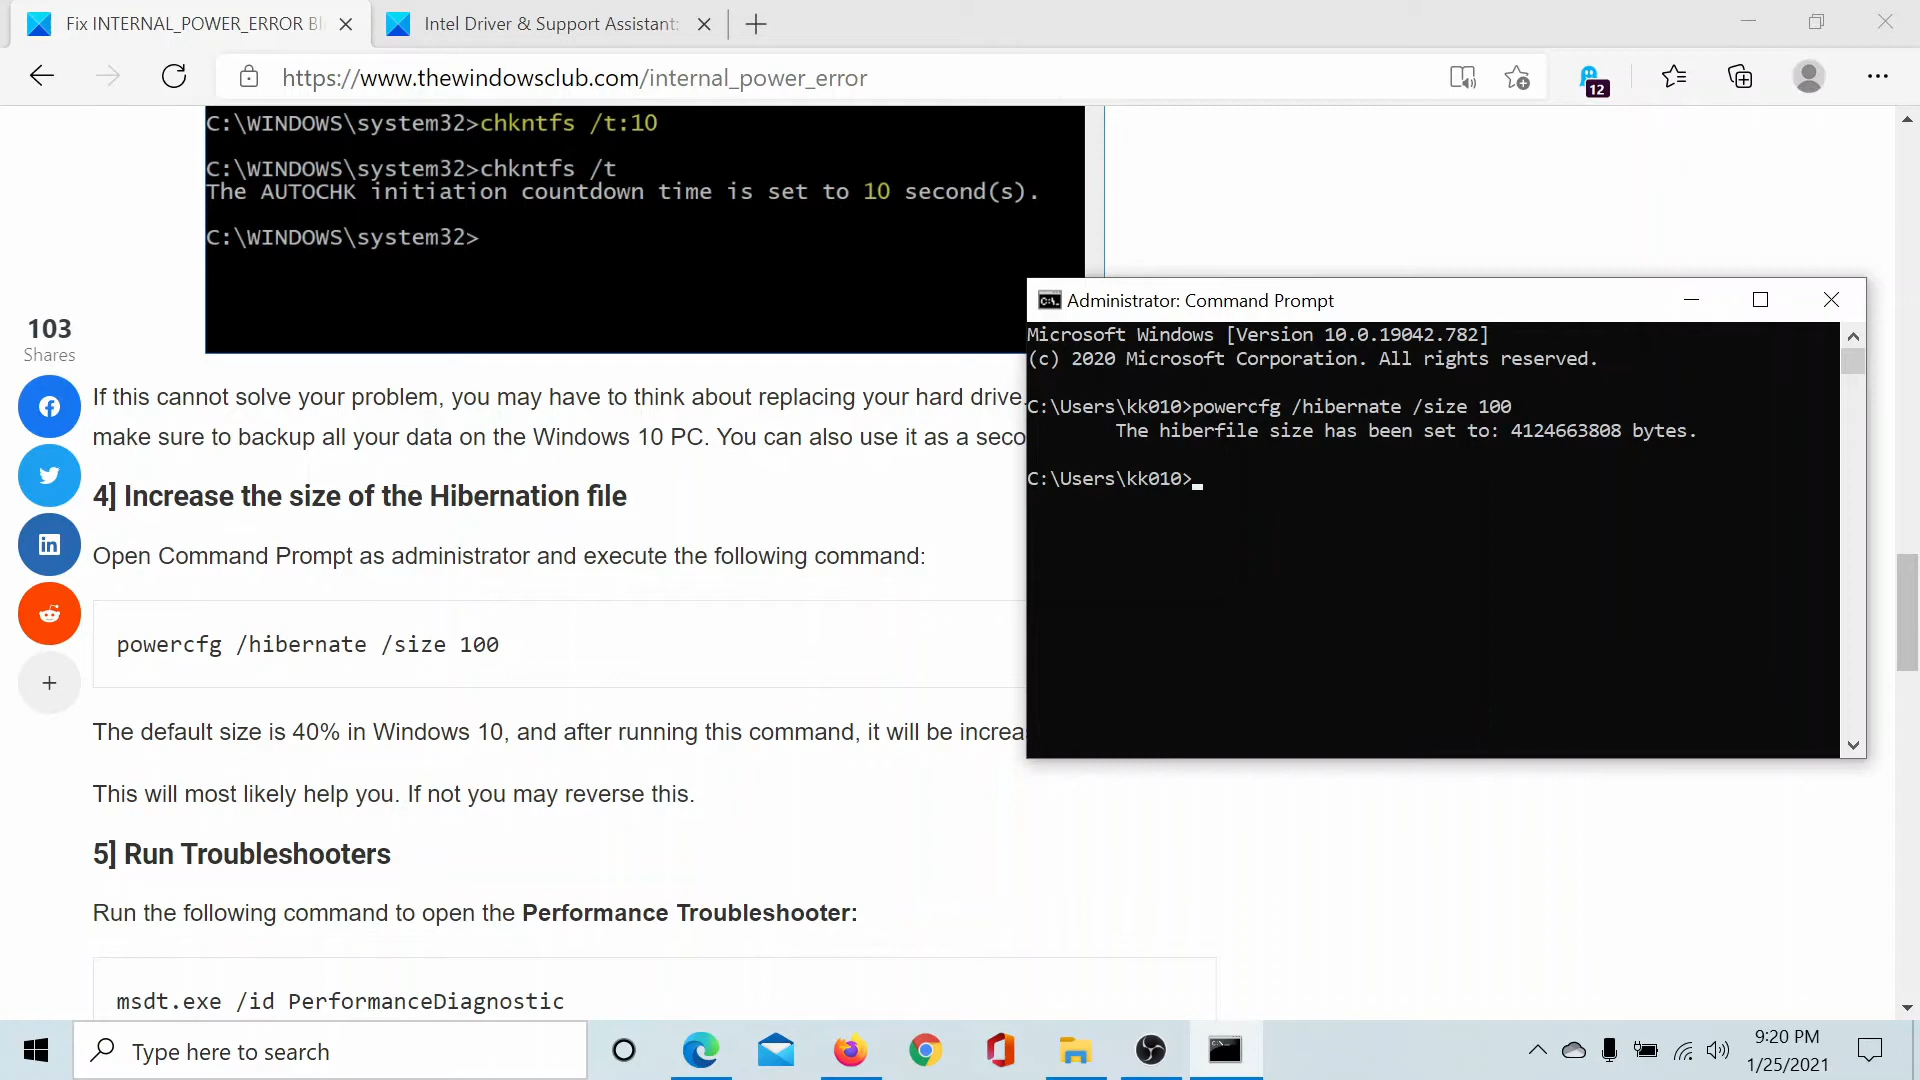 Fix INTERNAL_POWER_ERROR Bl
Intel Driver & Support Assistant:
https://www.thewindowsclub.com/internal_power_error
12
C:\WINDOWS\system32>chkntfs /t:10
C:\WINDOWS\system32>chkntfs /t
The AUTOCHK initiation countdown time is set to 10 second(s).
C:\WINDOWS\system32>
103
Shares
If this cannot solve your problem, you may have to think about replacing your hard drive.
make sure to backup all your data on the Windows 10 PC. You can also use it as a seco
4] Increase the size of the Hibernation file
Open Command Prompt as administrator and execute the following command:
powercfg /hibernate /size 100
The default size is 40% in Windows 10, and after running this command, it will be increa
This will most likely help you. If not you may reverse this.
5] Run Troubleshooters
Run the following command to open the Performance Troubleshooter:
msdt.exe /id PerformanceDiagnostic
Administrator: Command Prompt
Microsoft Windows [Version 10.0.19042.782]
(c) 2020 Microsoft Corporation. All rights reserved.
C:\Users\kk010>powercfg /hibernate /size 100
The hiberfile size has been set to: 4124663808 bytes.
C:\Users\kk010>
Type here to search
9:20 PM
1/25/2021